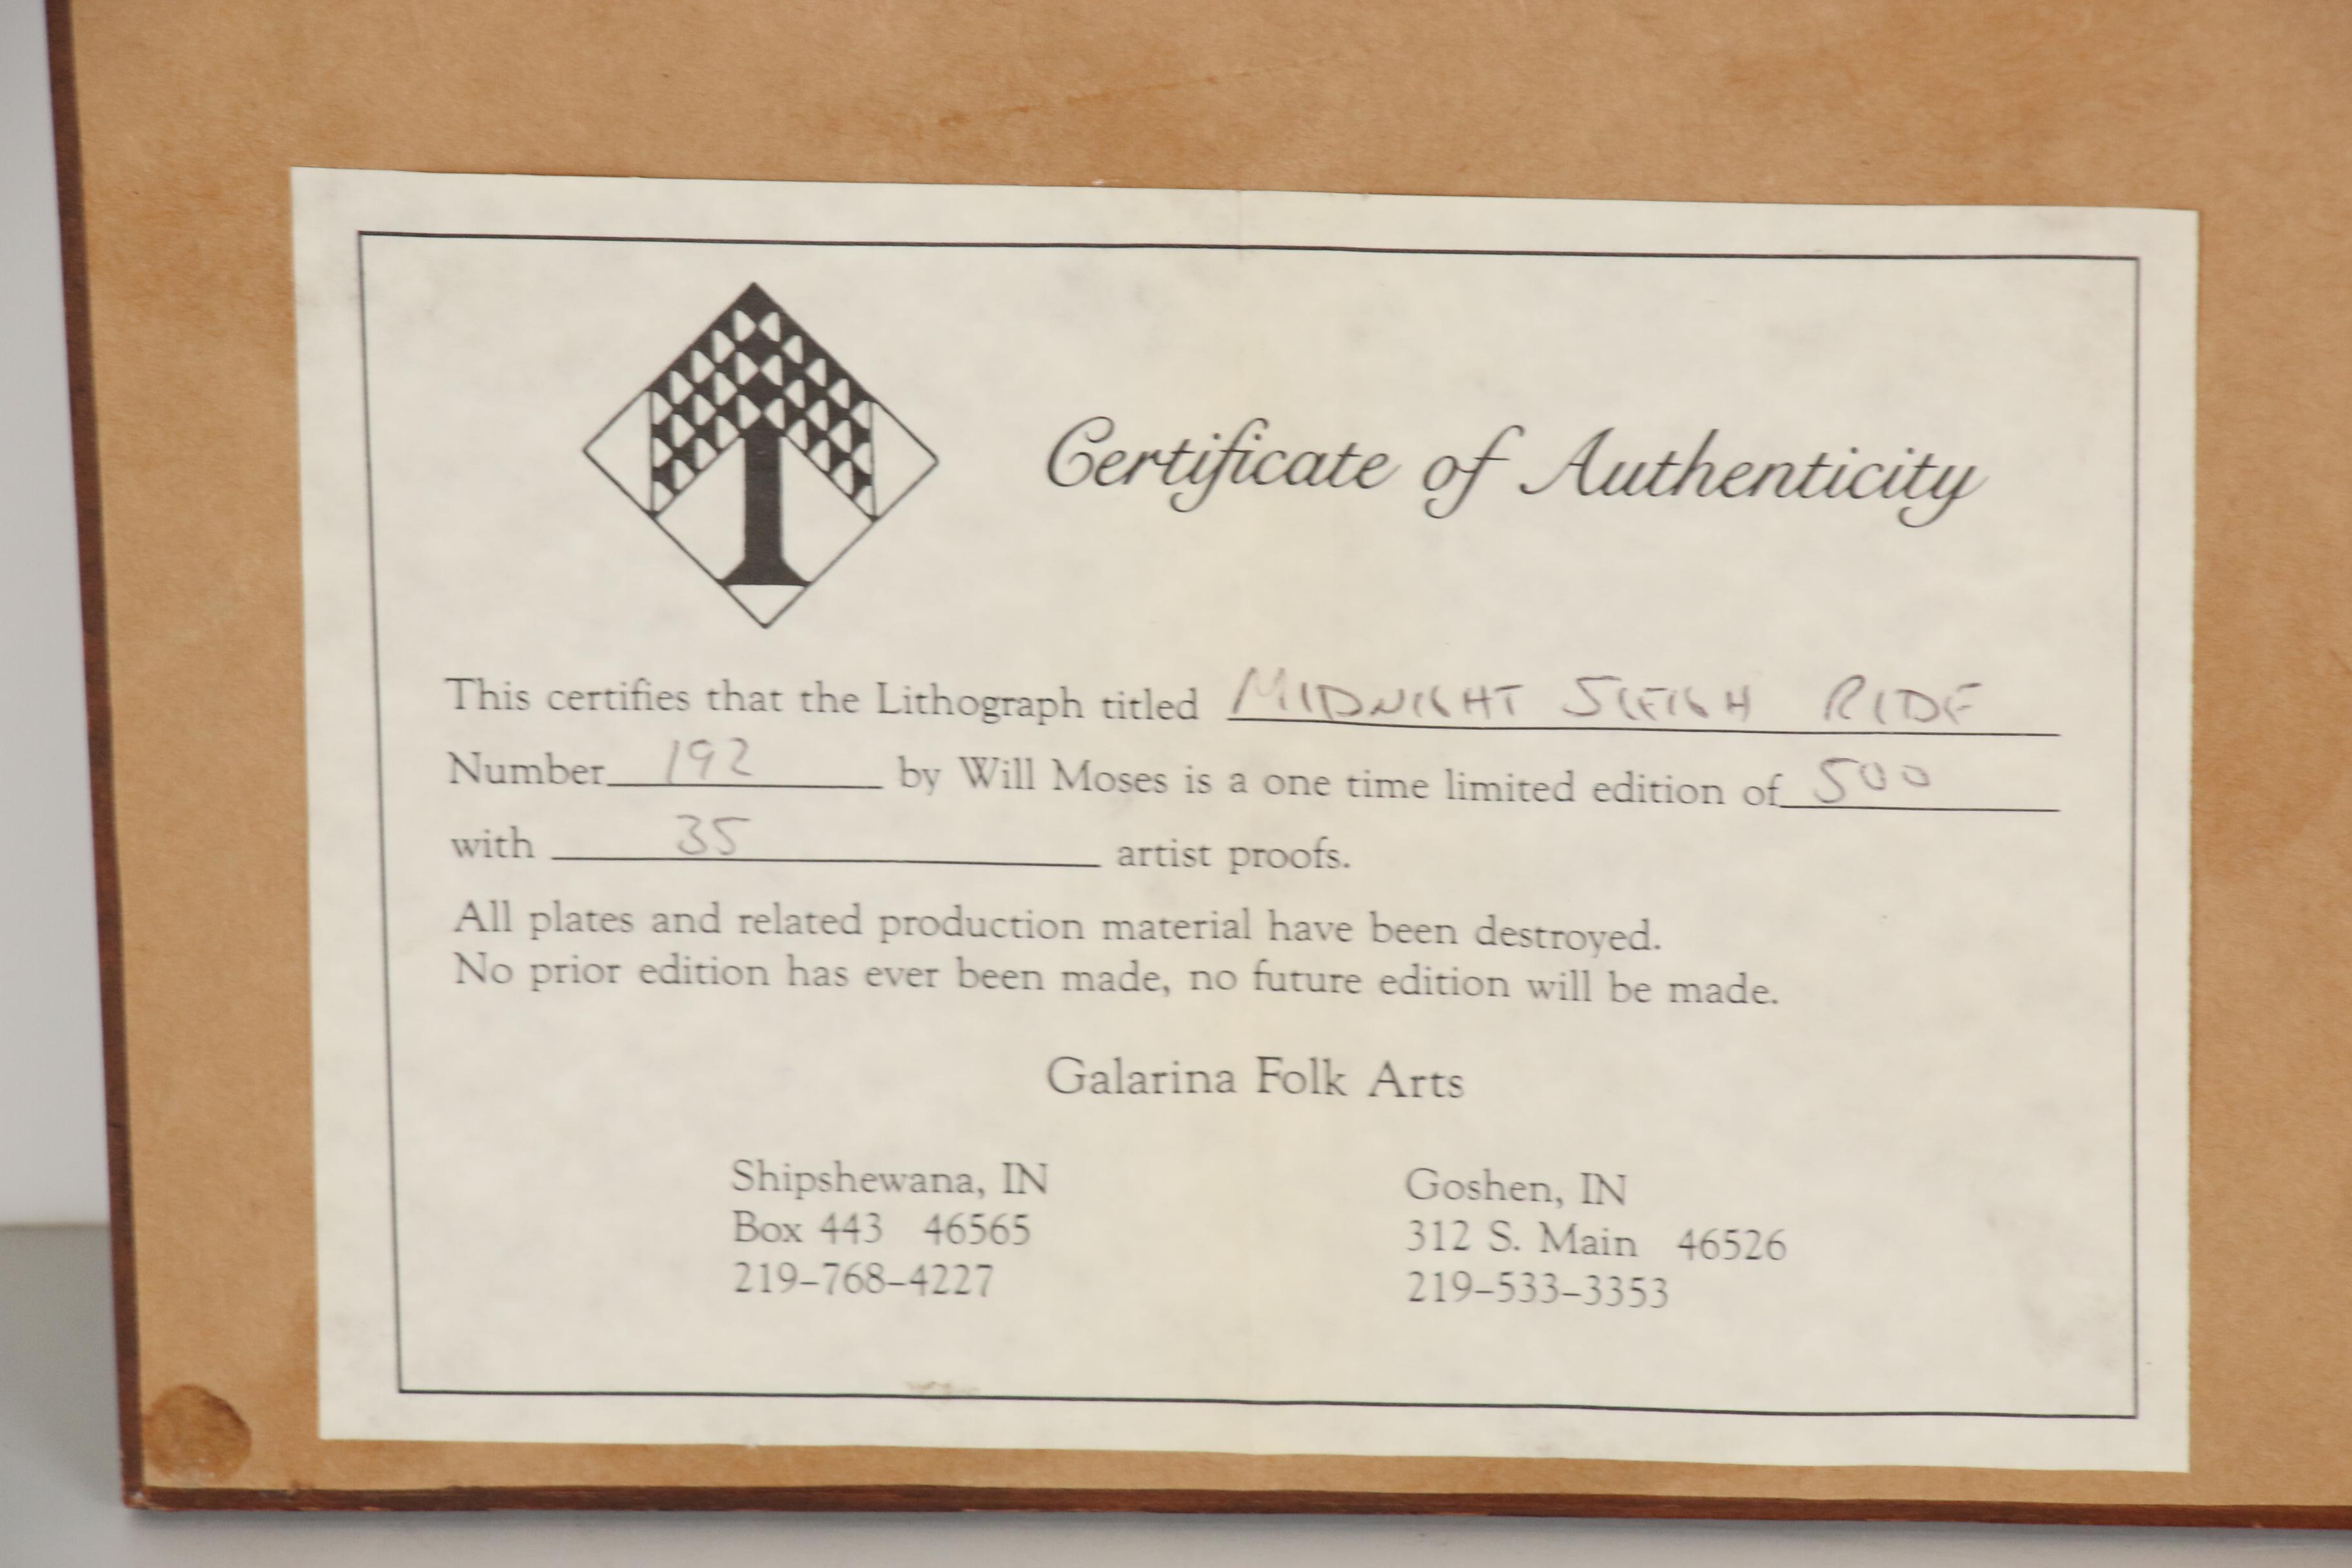 Certificate of Authenticity
This certifies that the Lithograph titled MIDNIGHT SLEIGH RIDE
Number 192 by Will Moses is a one time limited edition of 500
with 35 artist proofs.
All plates and related production material have been destroyed.
No prior edition has ever been made, no future edition will be made.
Galarina Folk Arts
Shipshewana, IN
Box 443 46565
219-768-4227
Goshen, IN
312 S. Main 46526
219-533-3353